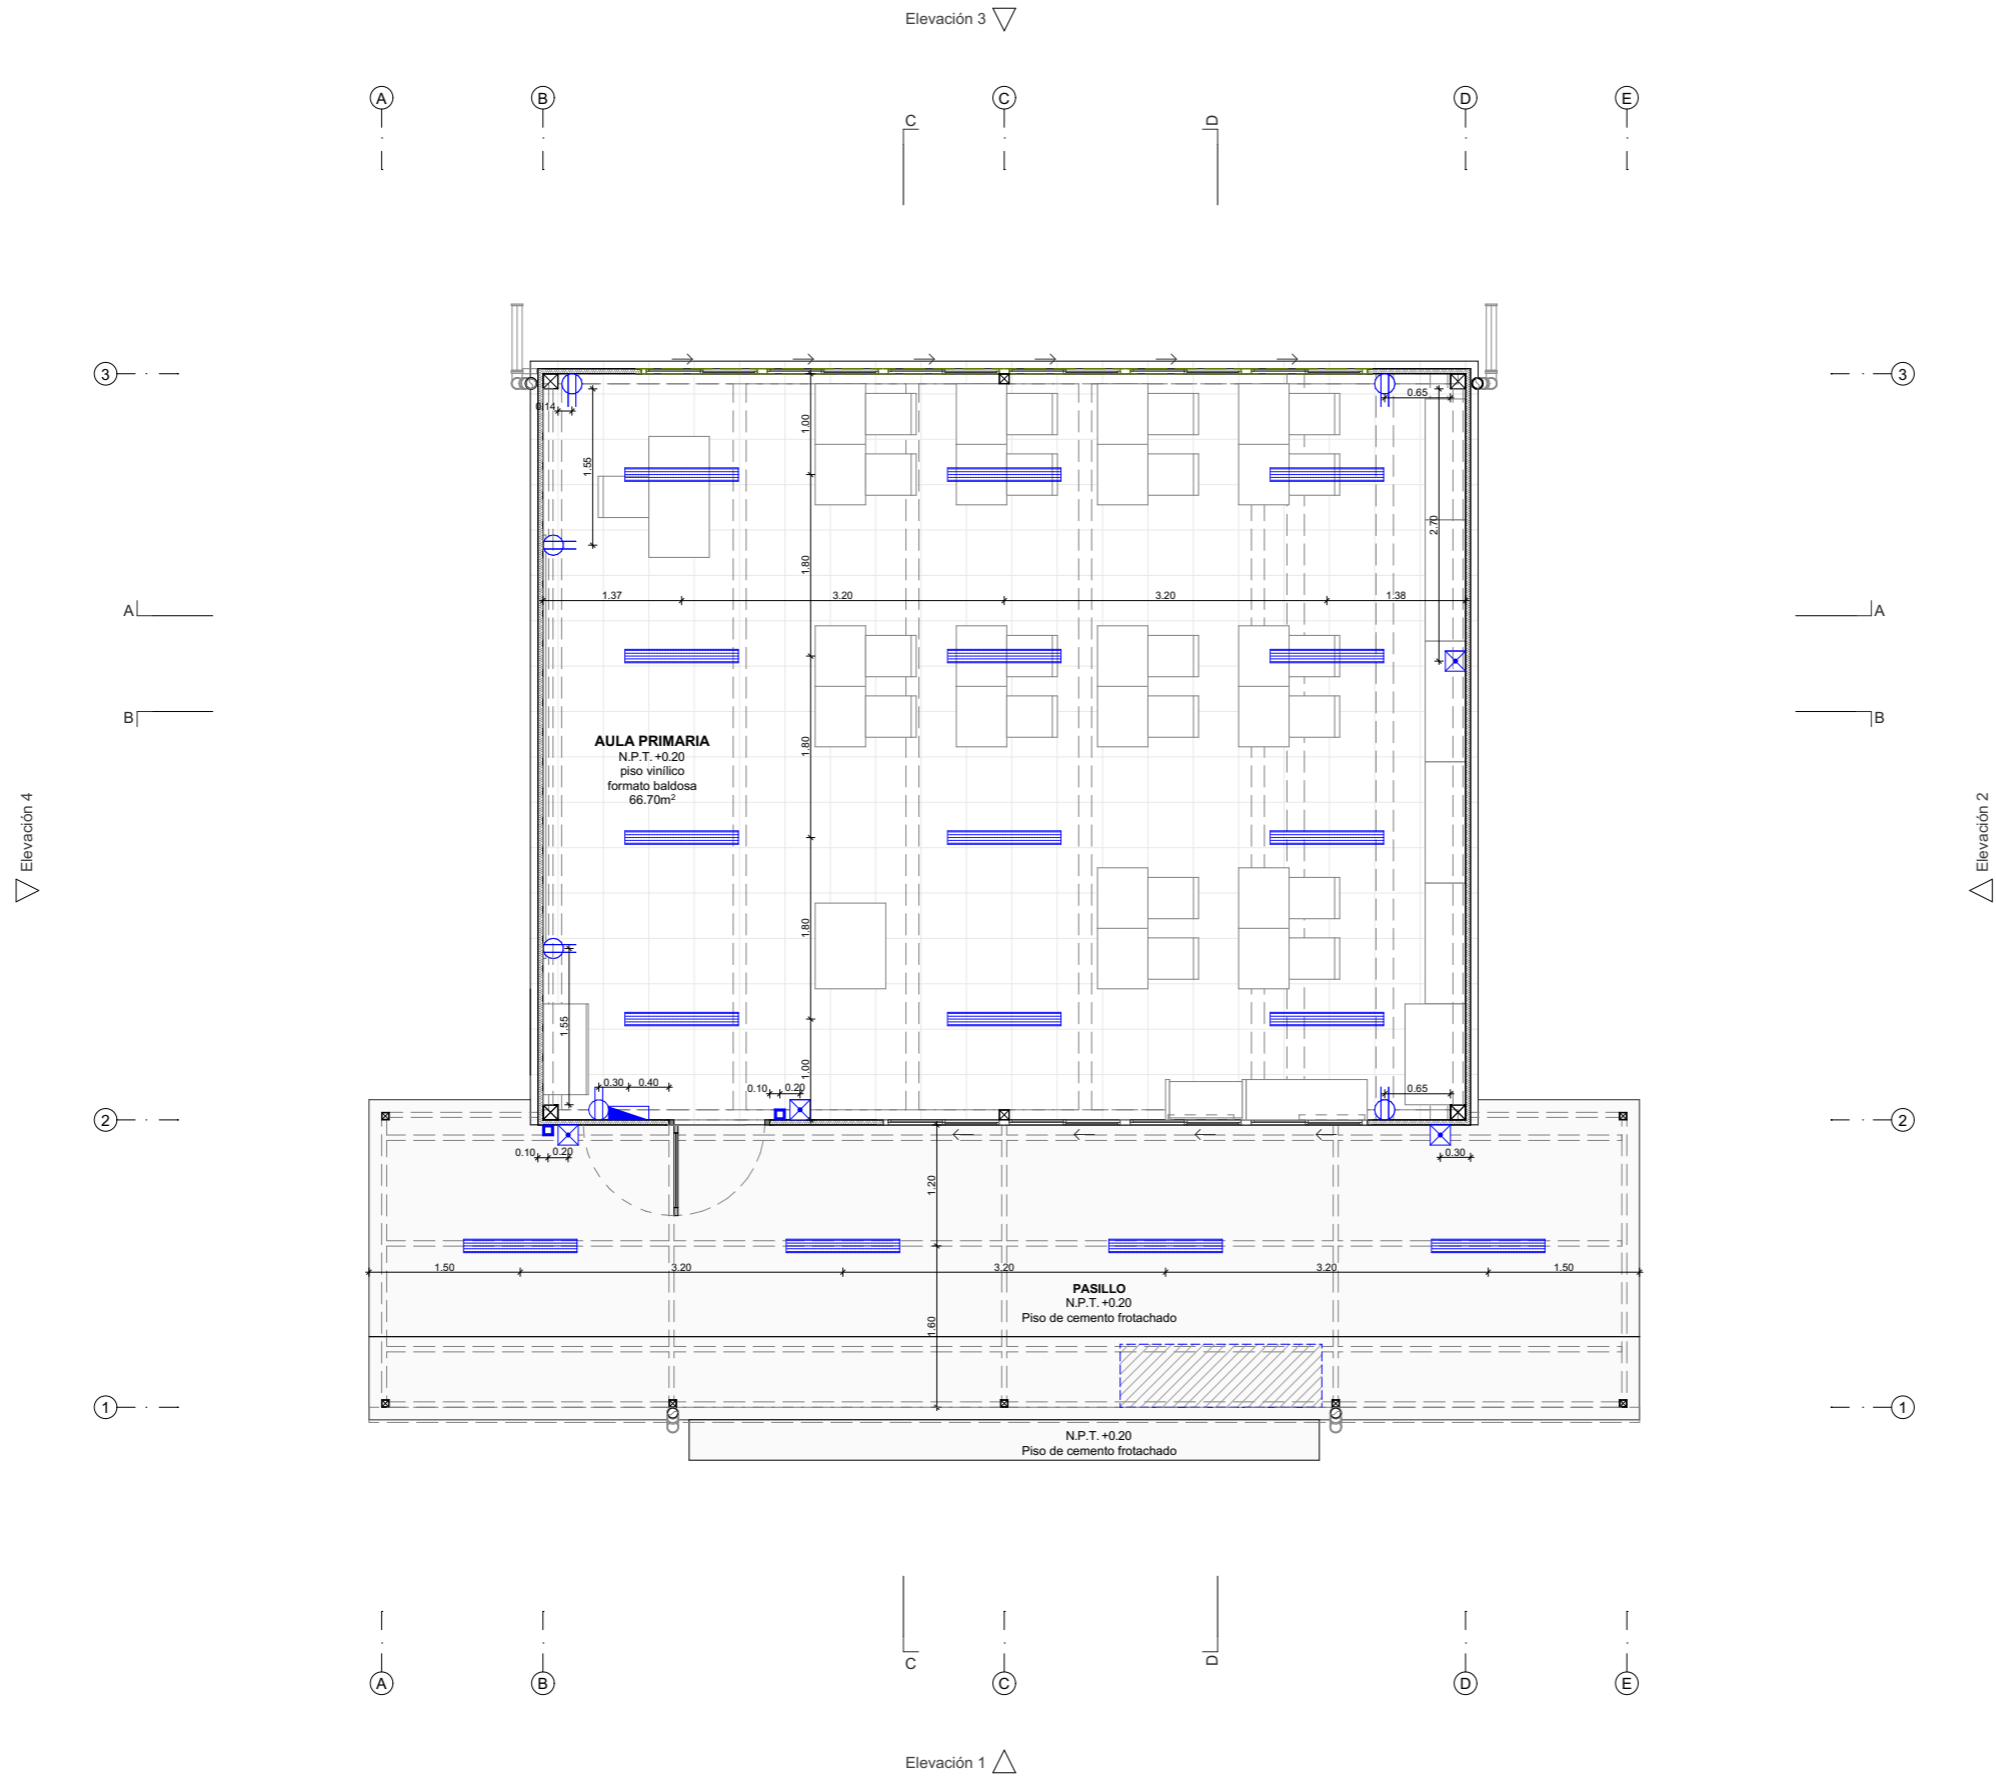 Elevación 3
A
B
C
D
E
C
D
3
3
0.14
0.65
1.00
1.55
2.70
1.80
1.37
3.20
3.20
1.38
A
A
B
B
AULA PRIMARIA
N.P.T. +0.20
piso vinílico
formato baldosa
66.70m²
1.80
Elevación 4
Elevación 2
1.80
1.55
1.00
0.30
0.40
0.10
0.20
0.65
2
2
0.10
0.20
0.30
1.20
1.50
3.20
3.20
3.20
1.50
PASILLO
N.P.T. +0.20
Piso de cemento frotachado
1.60
1
1
N.P.T. +0.20
Piso de cemento frotachado
C
D
A
B
C
D
E
Elevación 1